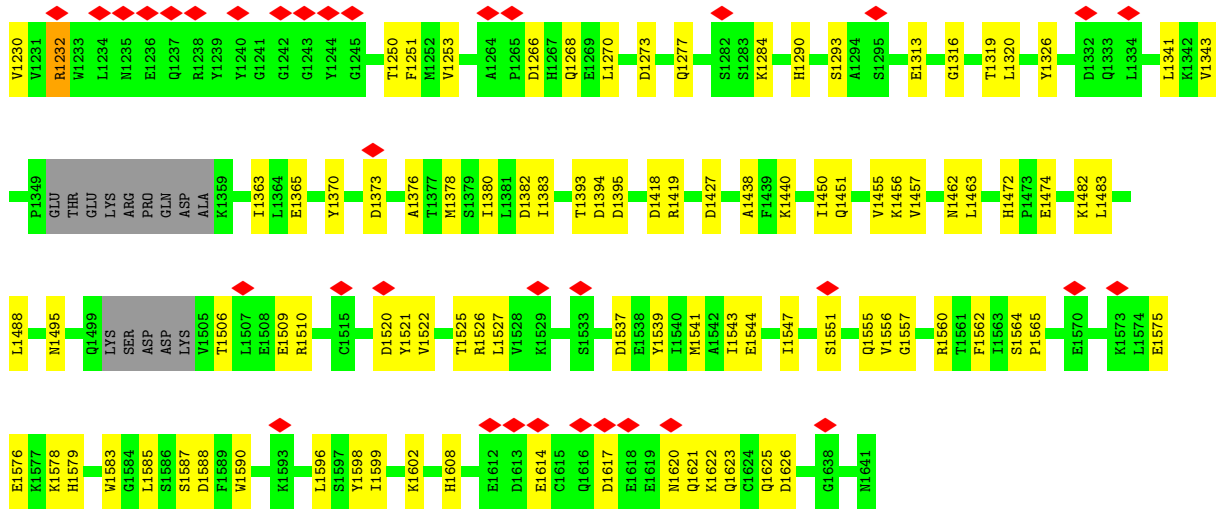 V1230 V1231 R1232 W1233 L1234 N1235 E1236 Q1237 R1238 Y1239 Y1240 G1241 G1242 G1243 Y1244 G1245 T1250 F1251 M1252 V1253 A1264 P1265 D1266 H1267 Q1268 E1269 L1270 D1273 Q1277 S1282 S1283 K1284 H1290 S1293 A1294 S1295 E1313 G1316 T1319 L1320 Y1326 D1332 Q1333 L1334 L1341 K1342 V1343
P1349 GLU THR GLU LYS ARG PRO GLN ASP ALA K1359 I1363 L1364 E1365 Y1370 D1373 A1376 T1377 M1378 S1379 I1380 L1381 D1382 I1383 T1393 D1394 D1395 D1418 R1419 D1427 A1438 F1439 K1440 I1450 Q1451 V1455 K1456 V1457 N1462 L1463 H1472 P1473 E1474 K1482 L1483
L1488 N1495 Q1499 LYS SER ASP ASP LYS V1505 T1506 L1507 E1508 E1509 R1510 C1515 D1520 Y1521 V1522 T1525 R1526 L1527 V1528 K1529 S1533 D1537 E1538 Y1539 I1540 M1541 A1542 I1543 E1544 I1547 S1551 Q1555 V1556 G1557 R1560 T1561 F1562 I1563 S1564 P1565 E1570 K1573 L1574 E1575
E1576 K1577 K1578 H1579 W1583 G1584 L1585 S1586 S1587 D1588 F1589 W1590 K1593 L1596 S1597 Y1598 I1599 K1602 H1608 E1612 D1613 E1614 C1615 Q1616 D1617 E1618 E1619 N1620 Q1621 K1622 Q1623 C1624 Q1625 D1626 G1638 N1641